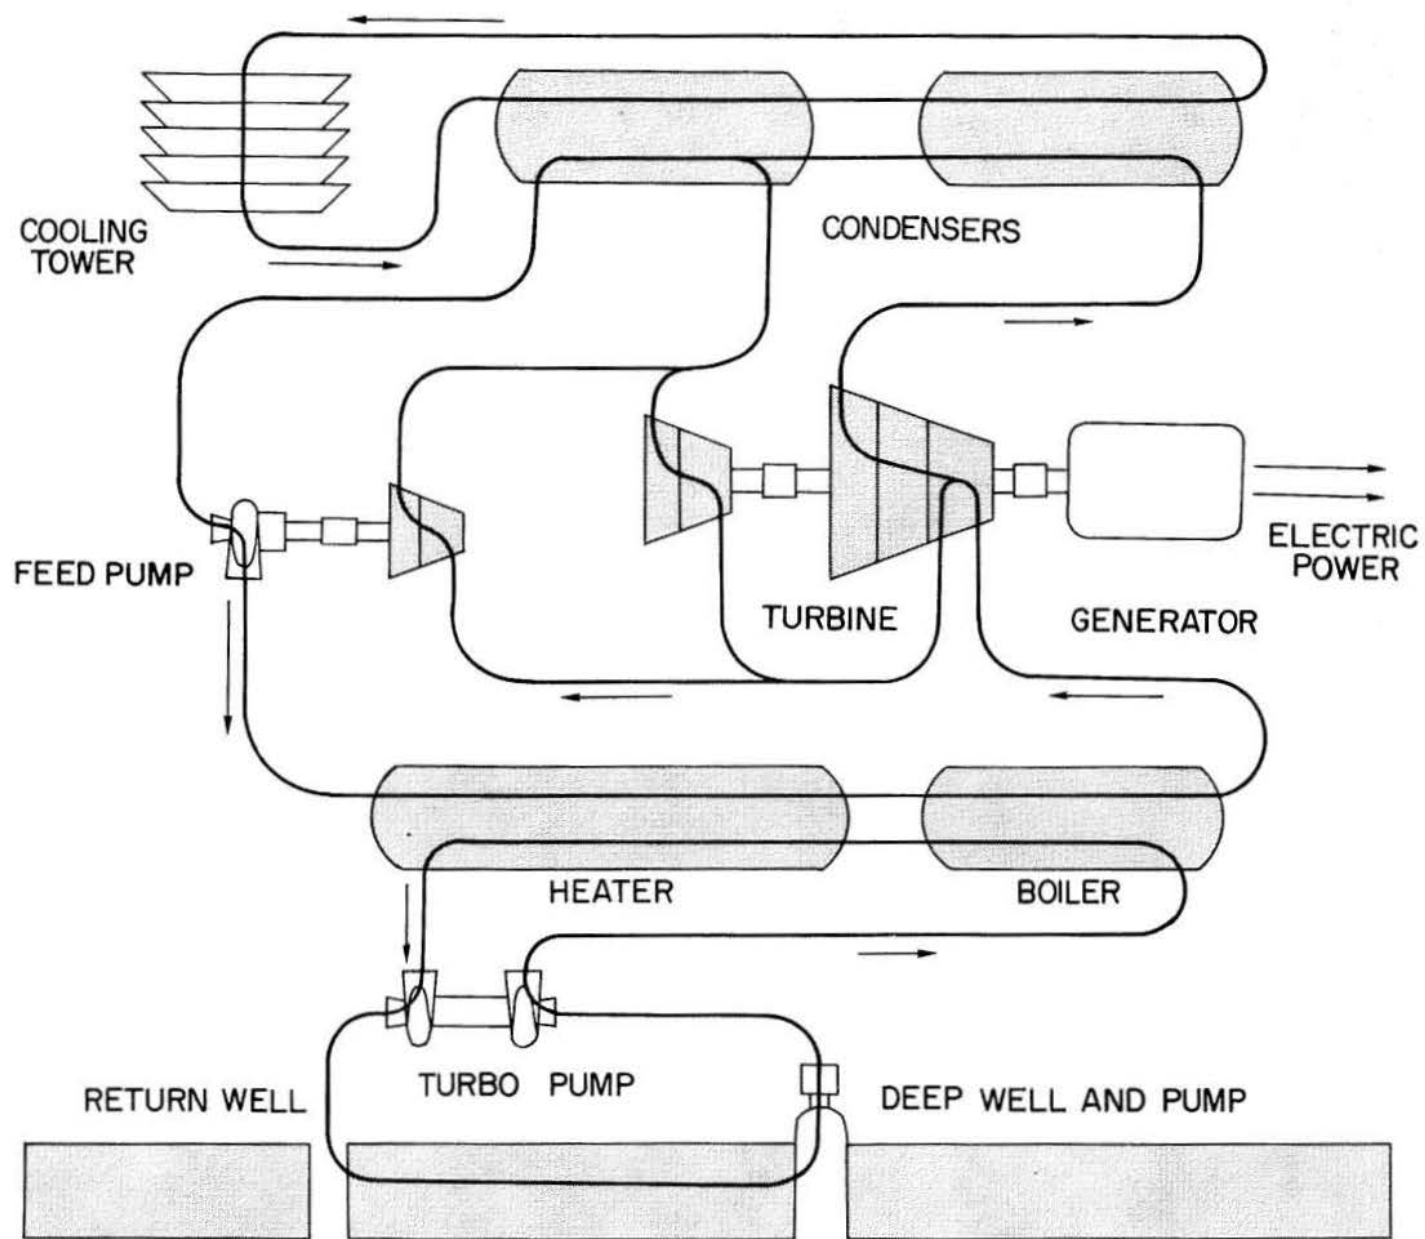 COOLING
TOWER
CONDENSERS
ELECTRIC
POWER
FEED PUMP
TURBINE
GENERATOR
HEATER
BOILER
TURBO PUMP
RETURN WELL
DEEP WELL AND PUMP